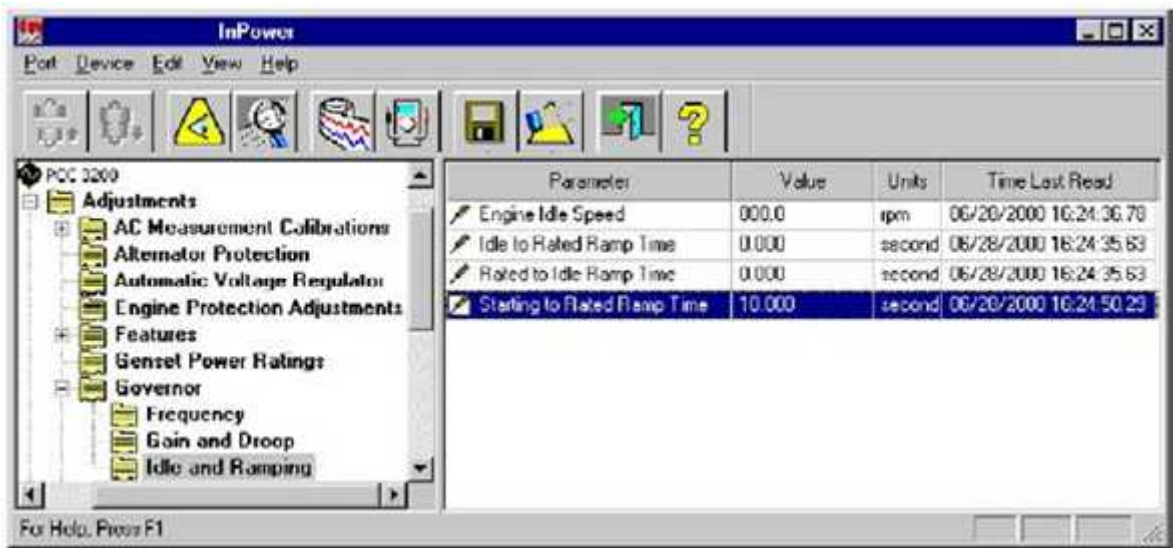 InPower
Port Device Edit View Help
PCC 3200
Adjustments
AC Measurement Calibrations
Alternator Protection
Automatic Voltage Regulator
Engine Protection Adjustments
Features
Genset Power Ratings
Governor
Frequency
Gain and Droop
Idle and Ramping
Parameter Value Units Time Last Read
Engine Idle Speed rpm 06/28/2000 16:24:36.78
Idle to Rated Ramp Time 0.000 second 06/28/2000 16:24:35.63
Rated to Idle Ramp Time 0.000 second 06/28/2000 16:24:35.63
Starting to Rated Ramp Time 10.000 second 06/28/2000 16:24:50.29
For Help, Press F1